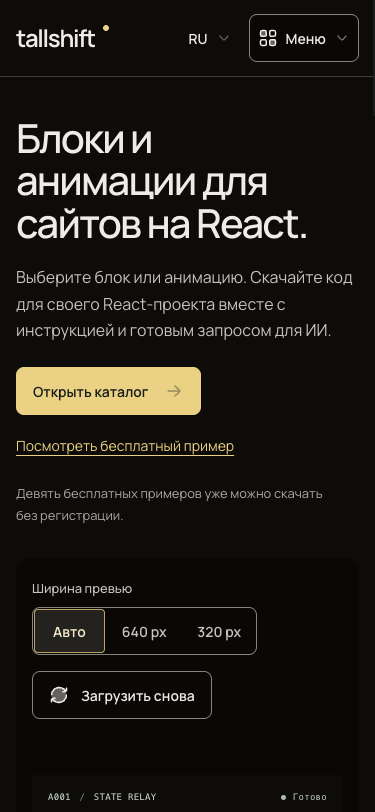 tallshift
RU
Меню
Блоки и
анимации для
сайтов на React.
Выберите блок или анимацию. Скачайте код
для своего React-проекта вместе с
инструкцией и готовым запросом для ИИ.
Открыть каталог
Посмотреть бесплатный пример
Девять бесплатных примеров уже можно скачать
без регистрации.
Ширина превью
Авто 640 px 320 px
Загрузить снова
A001 / STATE RELAY ● Готово